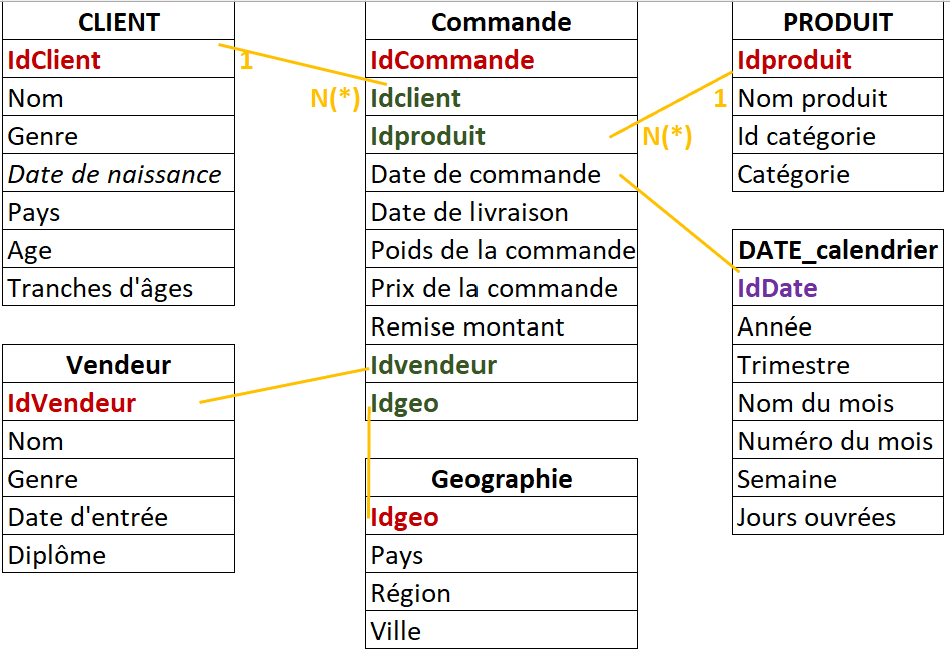 CLIENT
IdClient
Nom
Genre
Date de naissance
Pays
Age
Tranches d'âges
1
N(*)
Commande
IdCommande
Idclient
Idproduit
Date de commande
Date de livraison
Poids de la commande
Prix de la commande
Remise montant
Idvendeur
Idgeo
N(*)
1
PRODUIT
Idproduit
Nom produit
Id catégorie
Catégorie
DATE_calendrier
IdDate
Année
Trimestre
Nom du mois
Numéro du mois
Semaine
Jours ouvrées
Vendeur
IdVendeur
Nom
Genre
Date d'entrée
Diplôme
Geographie
Idgeo
Pays
Région
Ville